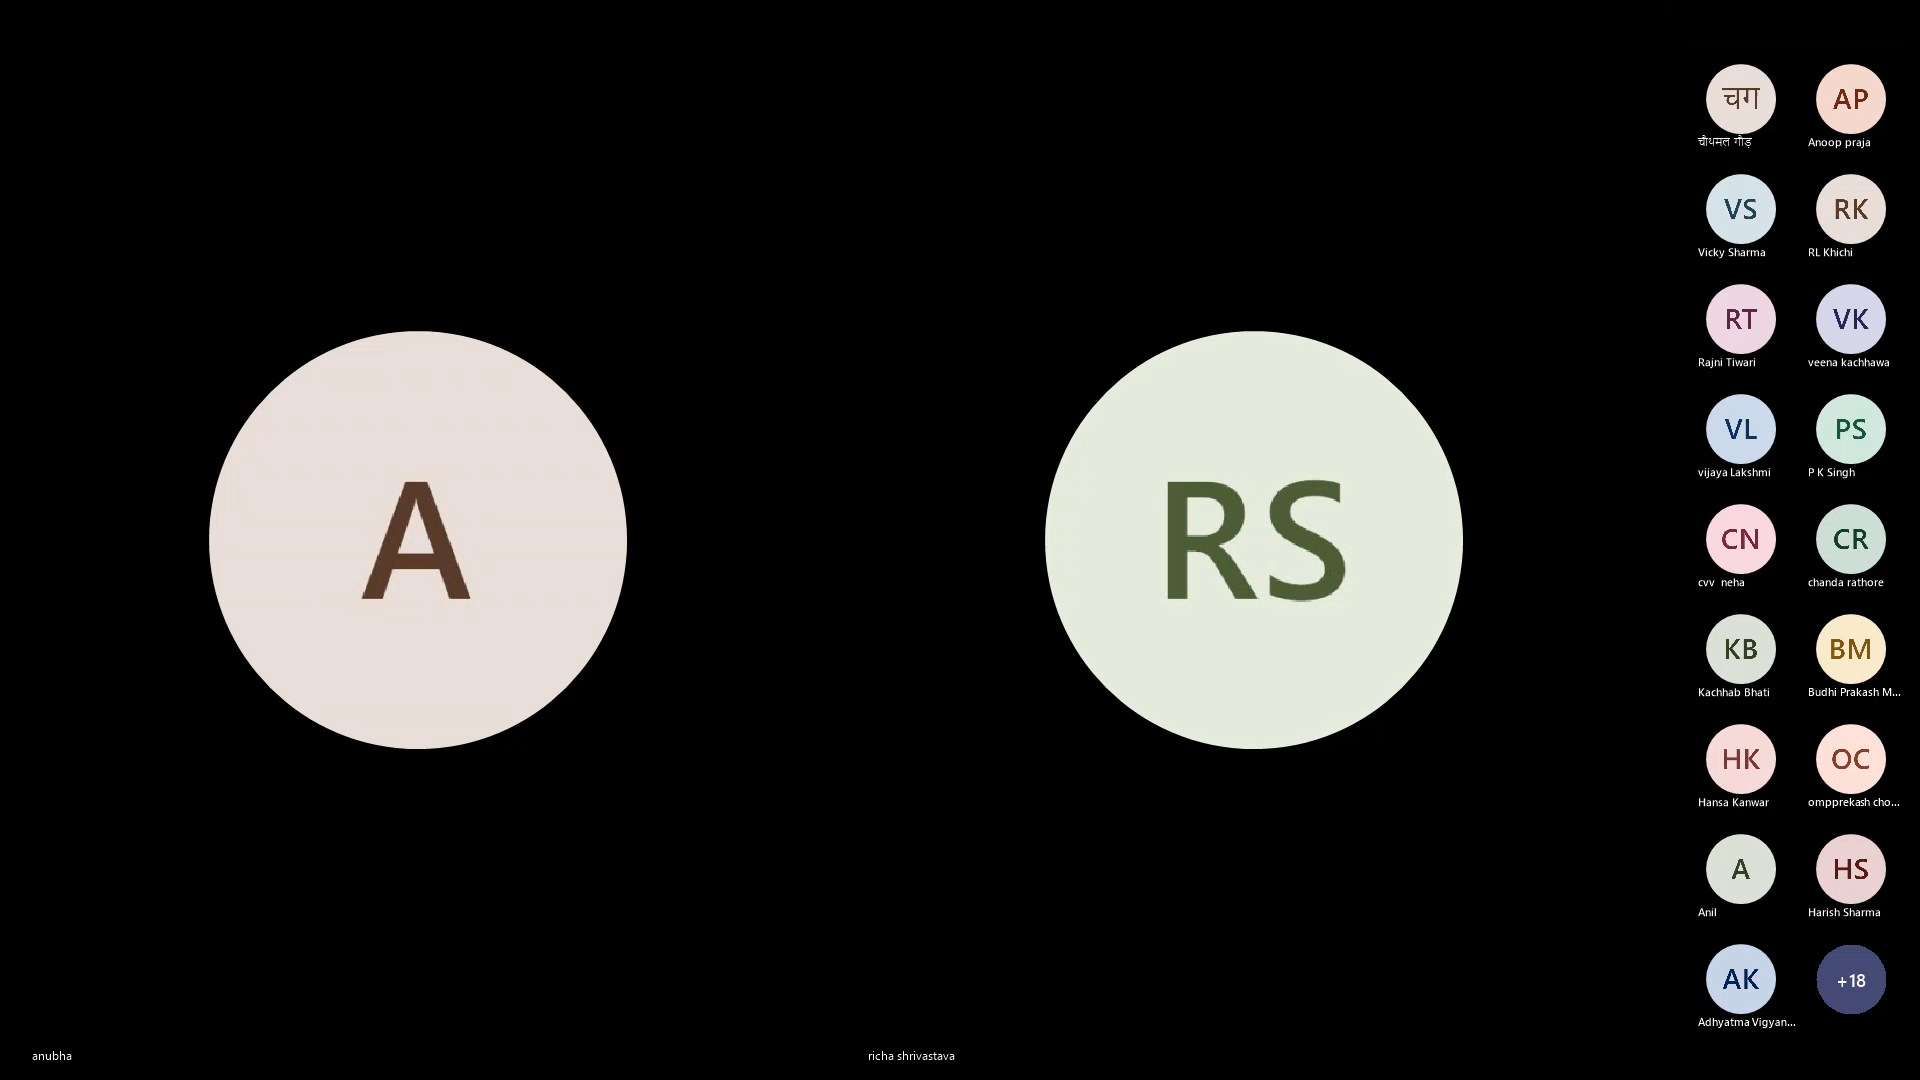 चग
AP
चौथमल गौड़
Anoop praja
VS
RK
Vicky Sharma
RL Khichi
RT
VK
Rajni Tiwari
veena kachhawa
VL
PS
vijaya Lakshmi
P K Singh
A
RS
CN
CR
cvv neha
chanda rathore
KB
BM
Kachhab Bhati
Budhi Prakash M...
HK
OC
Hansa Kanwar
ompprekash cho...
A
HS
Anil
Harish Sharma
AK
+18
Adhyatma Vigyan...
anubha
richa shrivastava